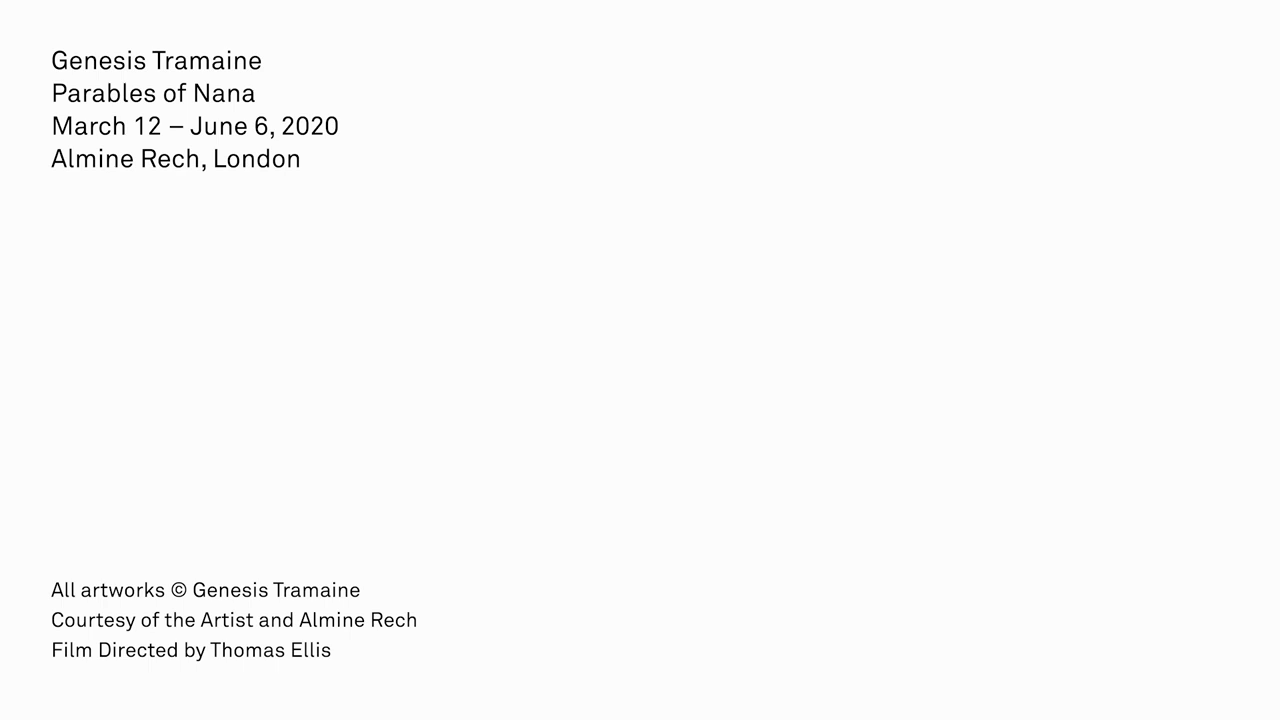 Genesis Tramaine
Parables of Nana
March 12 – June 6, 2020
Almine Rech, London
All artworks © Genesis Tramaine
Courtesy of the Artist and Almine Rech
Film Directed by Thomas Ellis